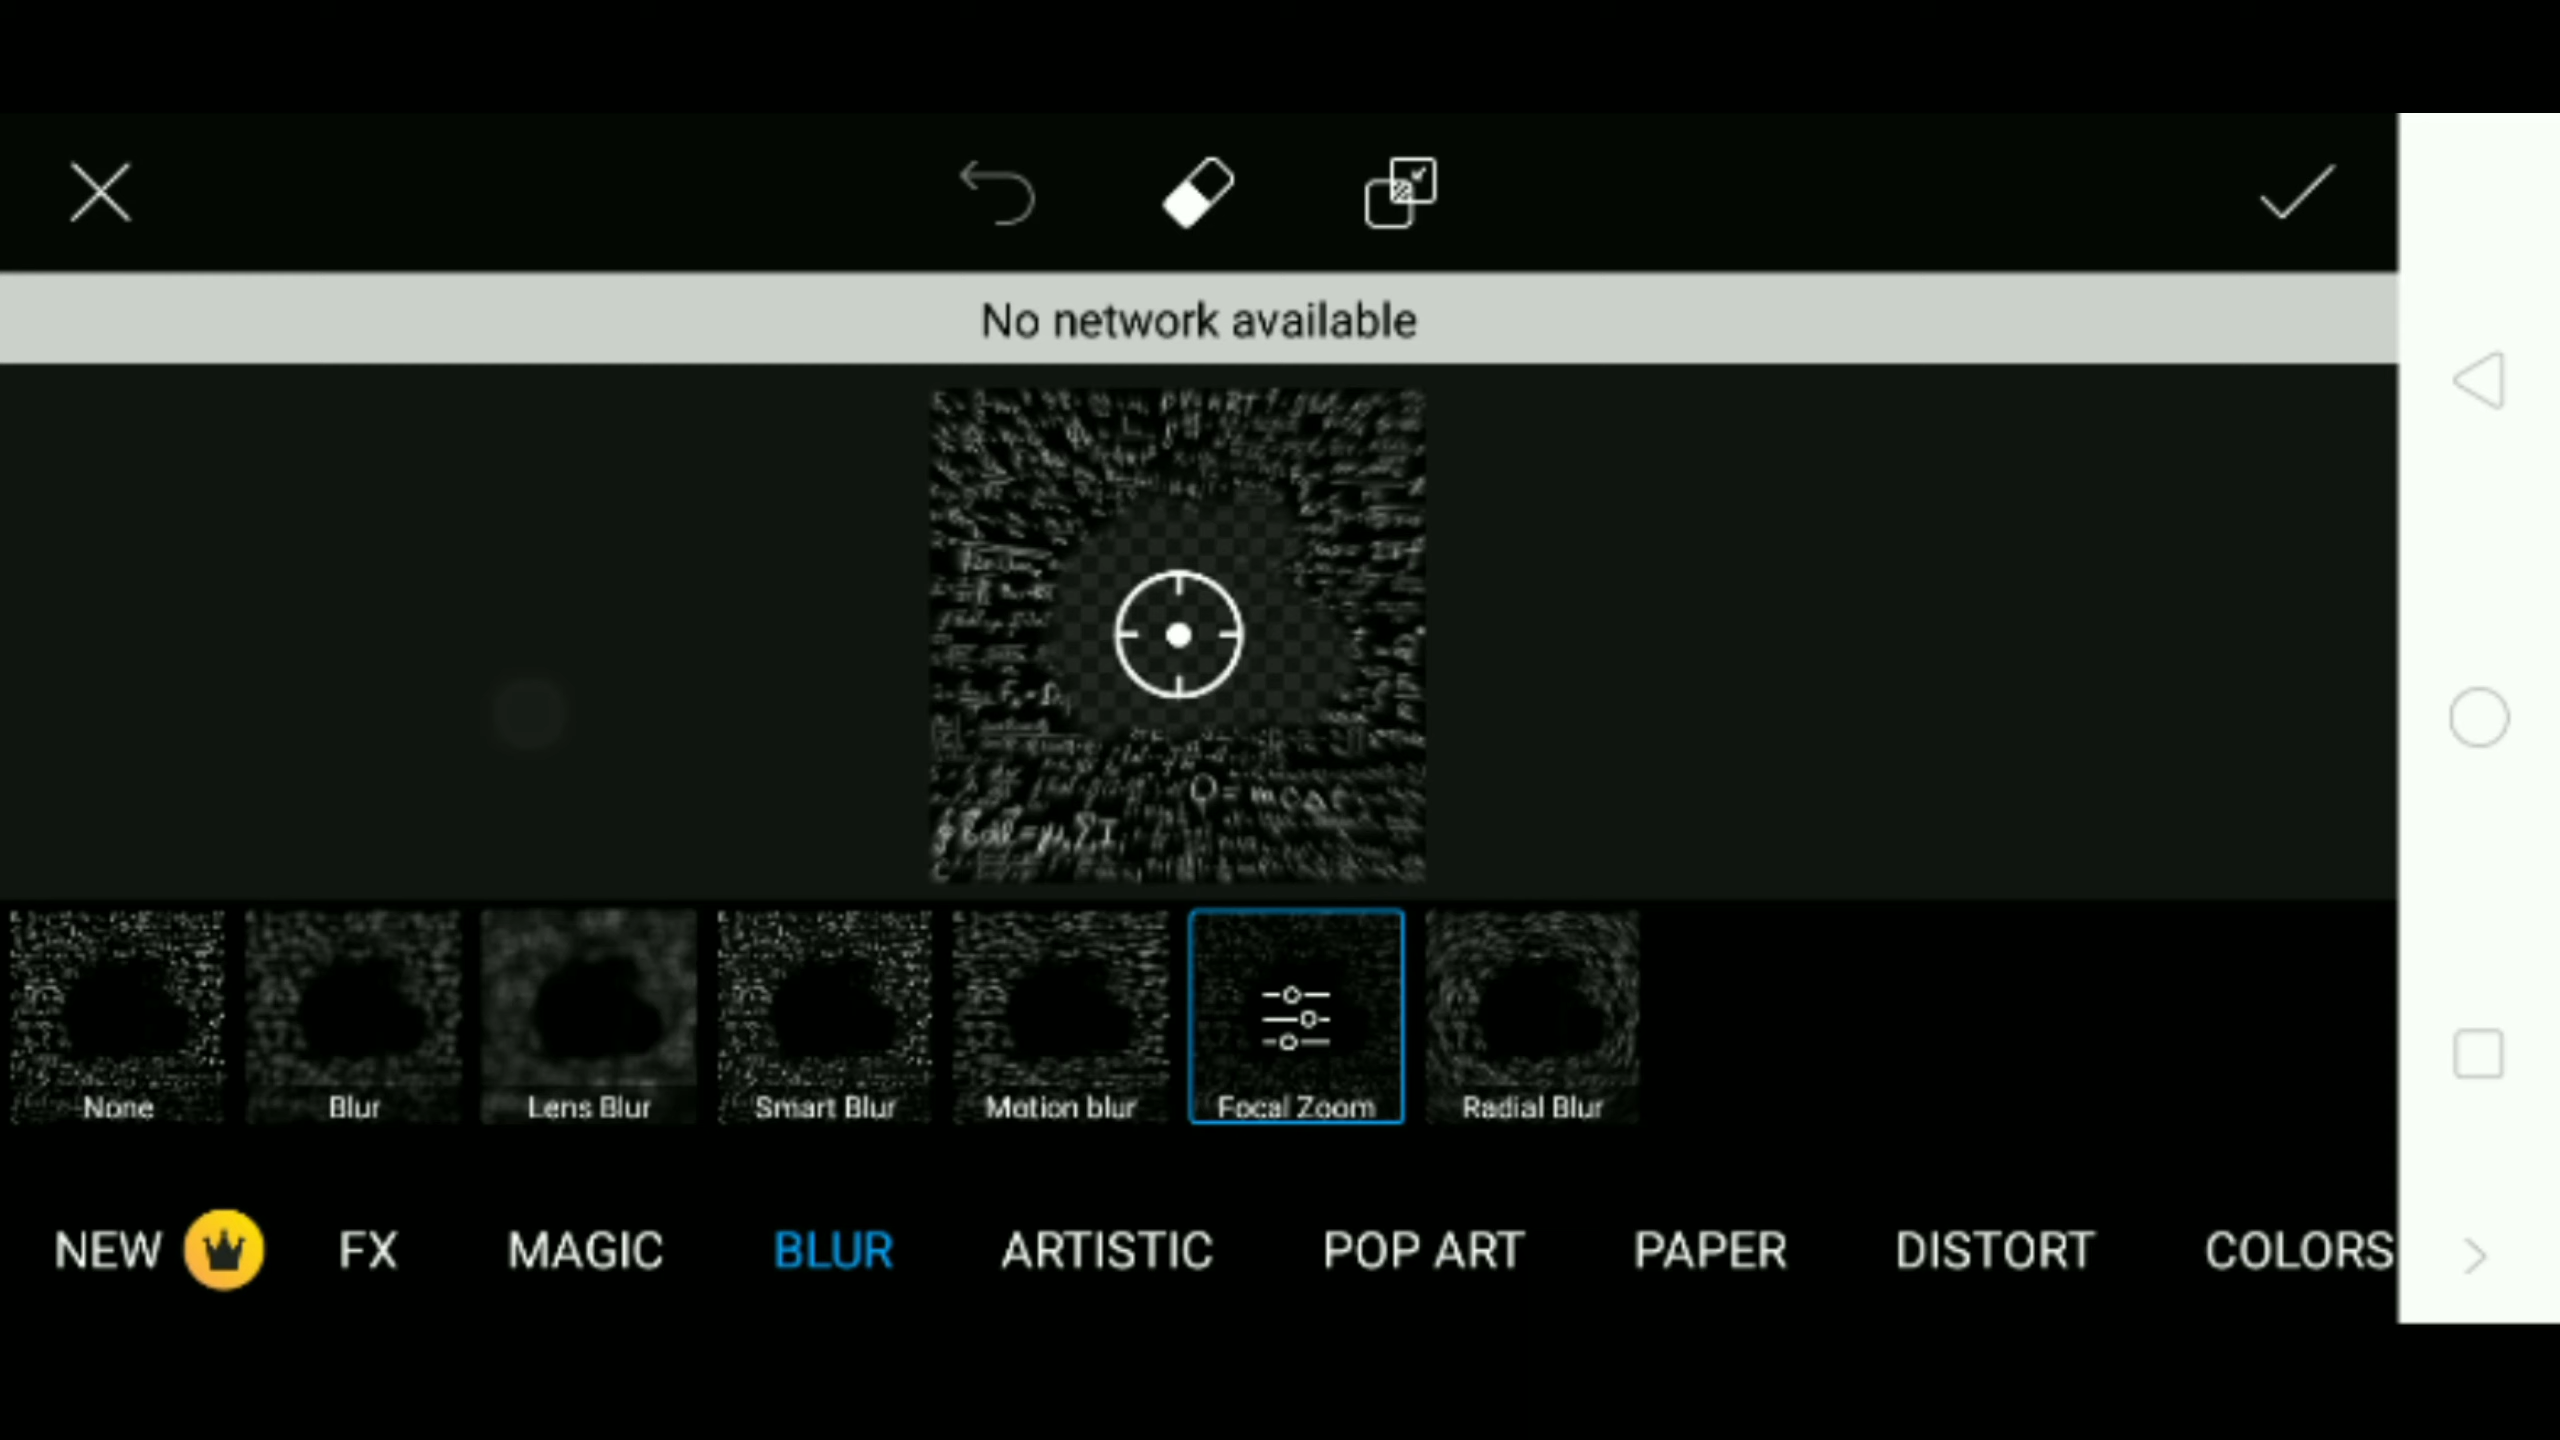 No network available
None
Blur
Lens Blur
Smart Blur
Motion blur
Focal Zoom
Radial Blur
NEW FX MAGIC BLUR ARTISTIC POP ART PAPER DISTORT COLORS